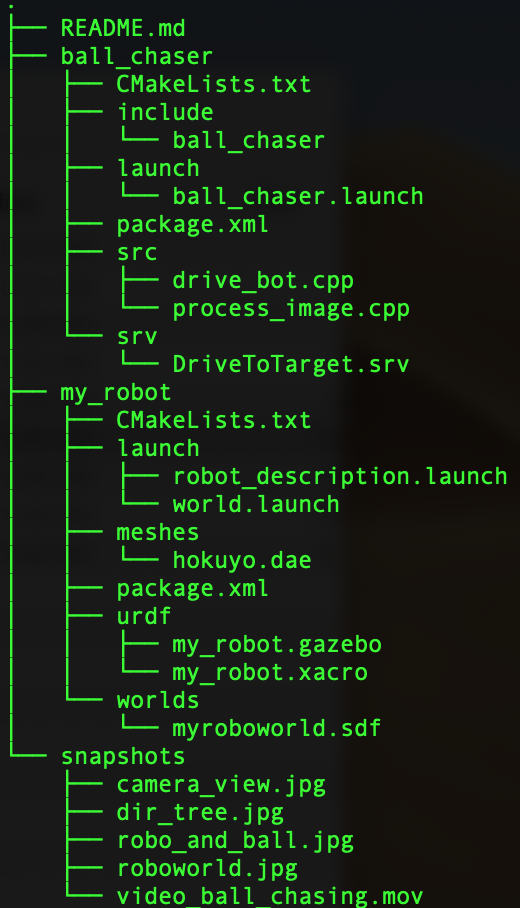 .
├── README.md
├── ball_chaser
│   ├── CMakeLists.txt
│   ├── include
│   │   └── ball_chaser
│   ├── launch
│   │   └── ball_chaser.launch
│   ├── package.xml
│   ├── src
│   │   ├── drive_bot.cpp
│   │   └── process_image.cpp
│   └── srv
│       └── DriveToTarget.srv
├── my_robot
│   ├── CMakeLists.txt
│   ├── launch
│   │   ├── robot_description.launch
│   │   └── world.launch
│   ├── meshes
│   │   └── hokuyo.dae
│   ├── package.xml
│   ├── urdf
│   │   ├── my_robot.gazebo
│   │   └── my_robot.xacro
│   └── worlds
│       └── myroboworld.sdf
└── snapshots
    ├── camera_view.jpg
    ├── dir_tree.jpg
    ├── robo_and_ball.jpg
    ├── roboworld.jpg
    └── video_ball_chasing.mov